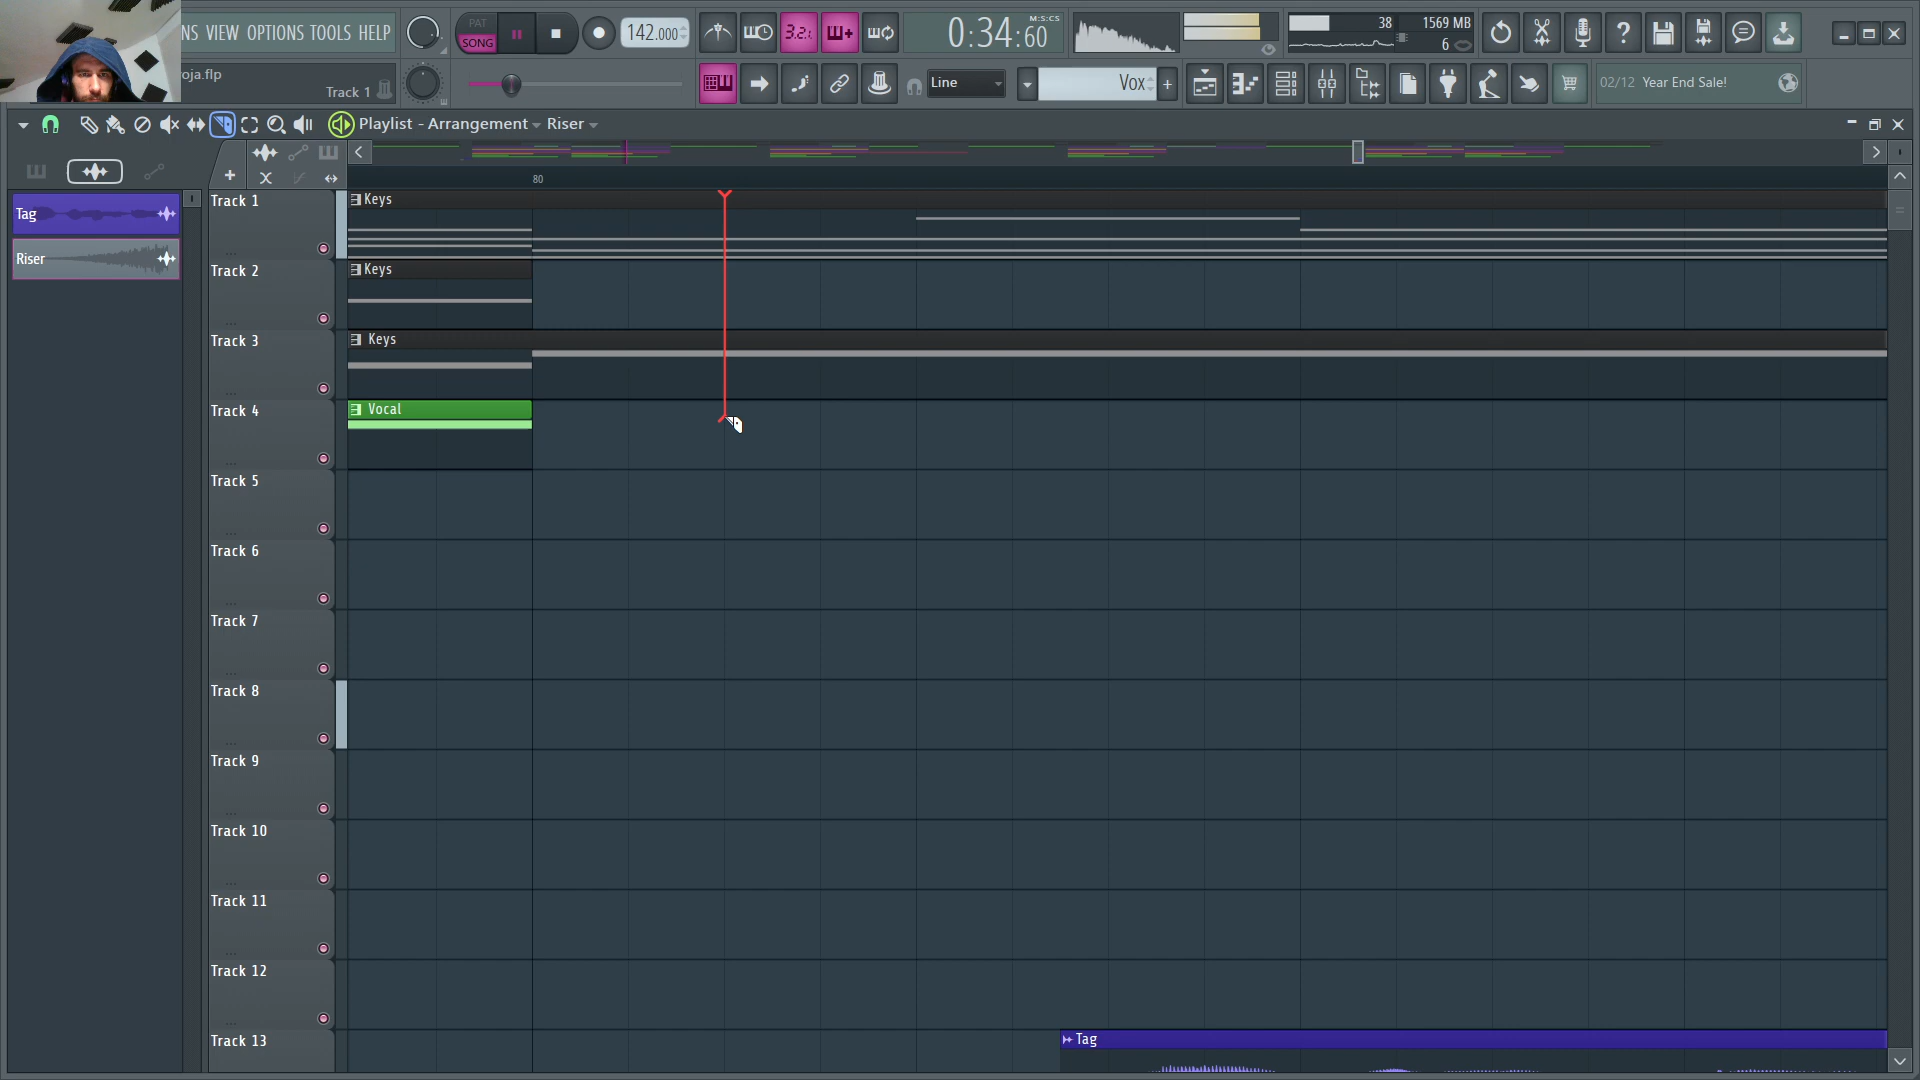 NS VIEW OPTIONS TOOLS HELP
oja.flp
Track 1
PAT
SONG
142.000
3.2.1
0:34:60
M:S:CS
38
1569 MB
6
Line
Vox
02/12 Year End Sale!
Playlist - Arrangement Riser
80
Tag
Riser
Track 1
Keys
Track 2
Keys
Track 3
Keys
Track 4
Vocal
Track 5
Track 6
Track 7
Track 8
Track 9
Track 10
Track 11
Track 12
Track 13
Tag